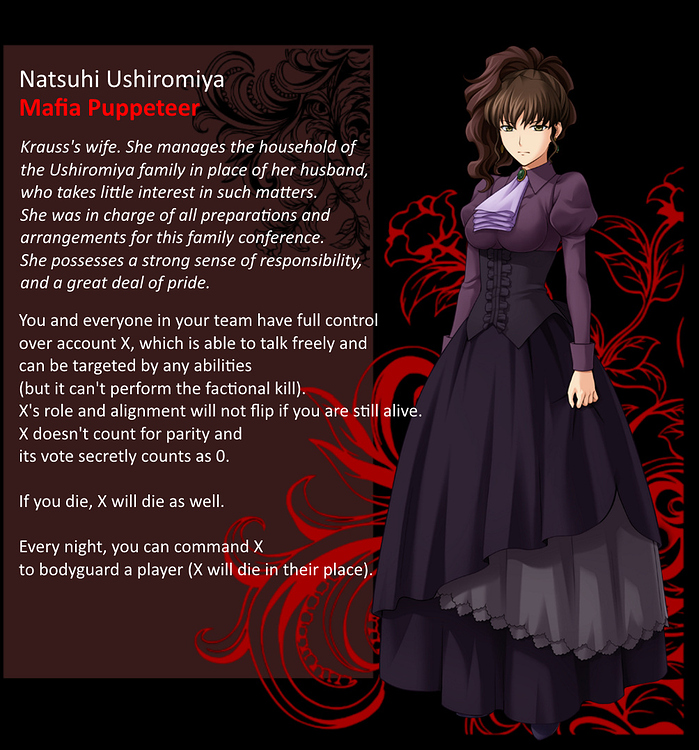 Natsuhi Ushiromiya
Mafia Puppeteer
Krauss's wife. She manages the household of
the Ushiromiya family in place of her husband,
who takes little interest in such matters.
She was in charge of all preparations and
arrangements for this family conference.
She possesses a strong sense of responsibility,
and a great deal of pride.
You and everyone in your team have full control
over account X, which is able to talk freely and
can be targeted by any abilities
(but it can't perform the factional kill).
X's role and alignment will not flip if you are still alive.
X doesn't count for parity and
its vote secretly counts as 0.
If you die, X will die as well.
Every night, you can command X
to bodyguard a player (X will die in their place).